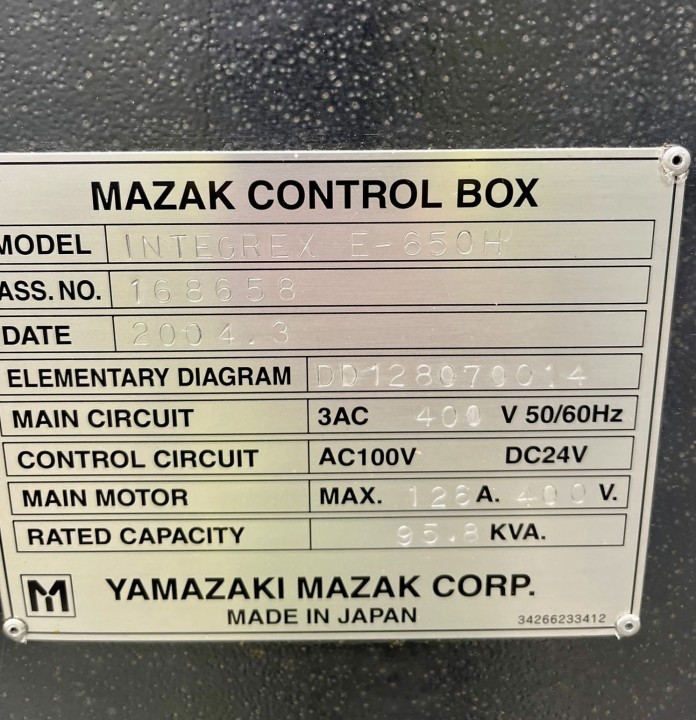 MAZAK CONTROL BOX
MODEL INTEGREX E-650H
ASS. NO. 168658
DATE 2004.3
ELEMENTARY DIAGRAM DD128070014
MAIN CIRCUIT 3AC 400 V 50/60Hz
CONTROL CIRCUIT AC100V DC24V
MAIN MOTOR MAX. 126 A. 400 V.
RATED CAPACITY 95.8 KVA.
YAMAZAKI MAZAK CORP.
MADE IN JAPAN
34266233412